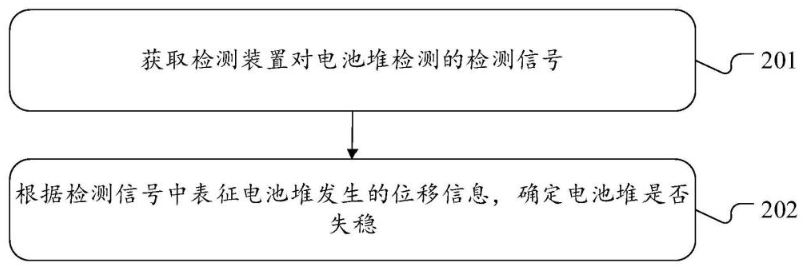 获取检测装置对电池堆检测的检测信号
201
根据检测信号中表征电池堆发生的位移信息，确定电池堆是否
失稳
202